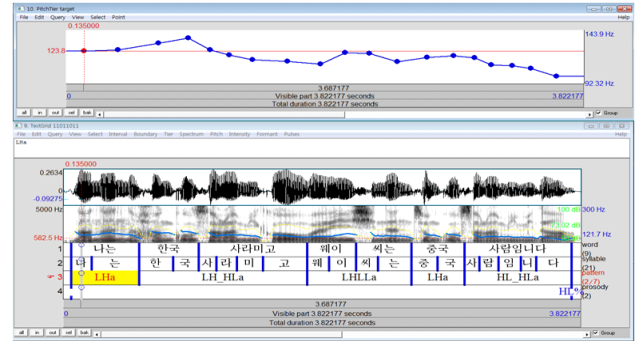 10. PitchTier target
File Edit Query View Select Point Help
0.135000
143.9 Hz
123.8
92.32 Hz
3.687177
0 Visible part 3.822177 seconds 3.822177
Total duration 3.822177 seconds
all in out sel bak Group
9. TextGrid 11011011
File Edit Query View Select Interval Boundary Tier Spectrum Pitch Intensity Formant Pulses Help
LHa
0.135000
0.2634
0
-0.09275
5000 Hz 100 dB 300 Hz
582.5 Hz 121.7 Hz
1 나는 한국 사라미고 웨이 씨는 중국 사람입니다 word
(9)
2 나 는 한 국 사 라 미 고 웨 이 씨 는 중 국 사 람 임 니 다 syllable
(21)
3 LHa LH_HLa LHLLa LHa HL_HLa pattern
(2/7)
4 HL% prosody
(2)
3.687177
0 Visible part 3.822177 seconds 3.822177
Total duration 3.822177 seconds
all in out sel bak Group